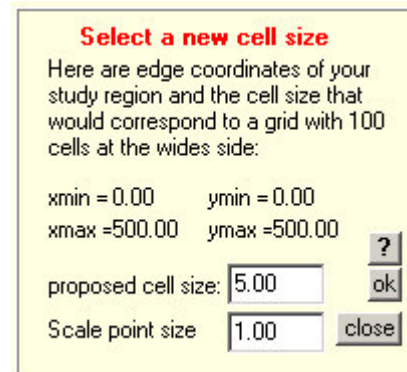 Select a new cell size
Here are edge coordinates of your
study region and the cell size that
would correspond to a grid with 100
cells at the wides side:
xmin = 0.00 ymin = 0.00
xmax =500.00 ymax =500.00
?
proposed cell size: 5.00 ok
Scale point size 1.00 close